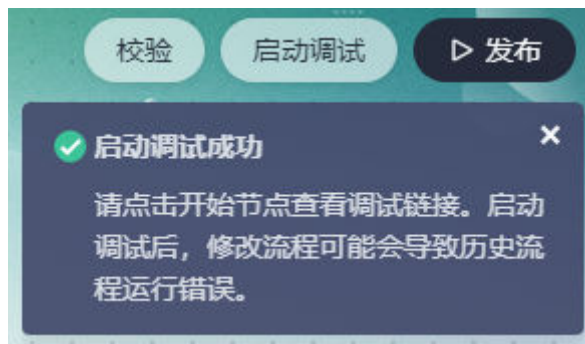 校验 启动调试 发布
启动调试成功
请点击开始节点查看调试链接。启动
调试后，修改流程可能会导致历史流
程运行错误。